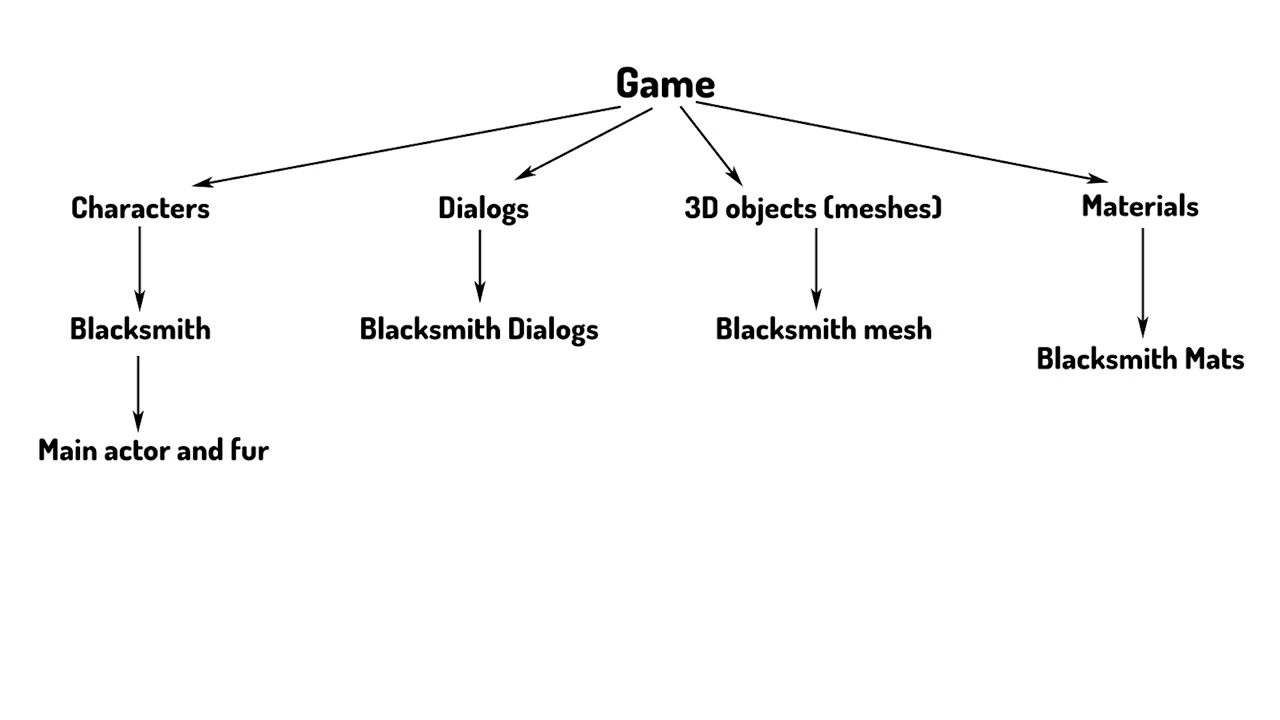 Game
Characters
Dialogs
3D objects (meshes)
Materials
Blacksmith
Blacksmith Dialogs
Blacksmith mesh
Blacksmith Mats
Main actor and fur